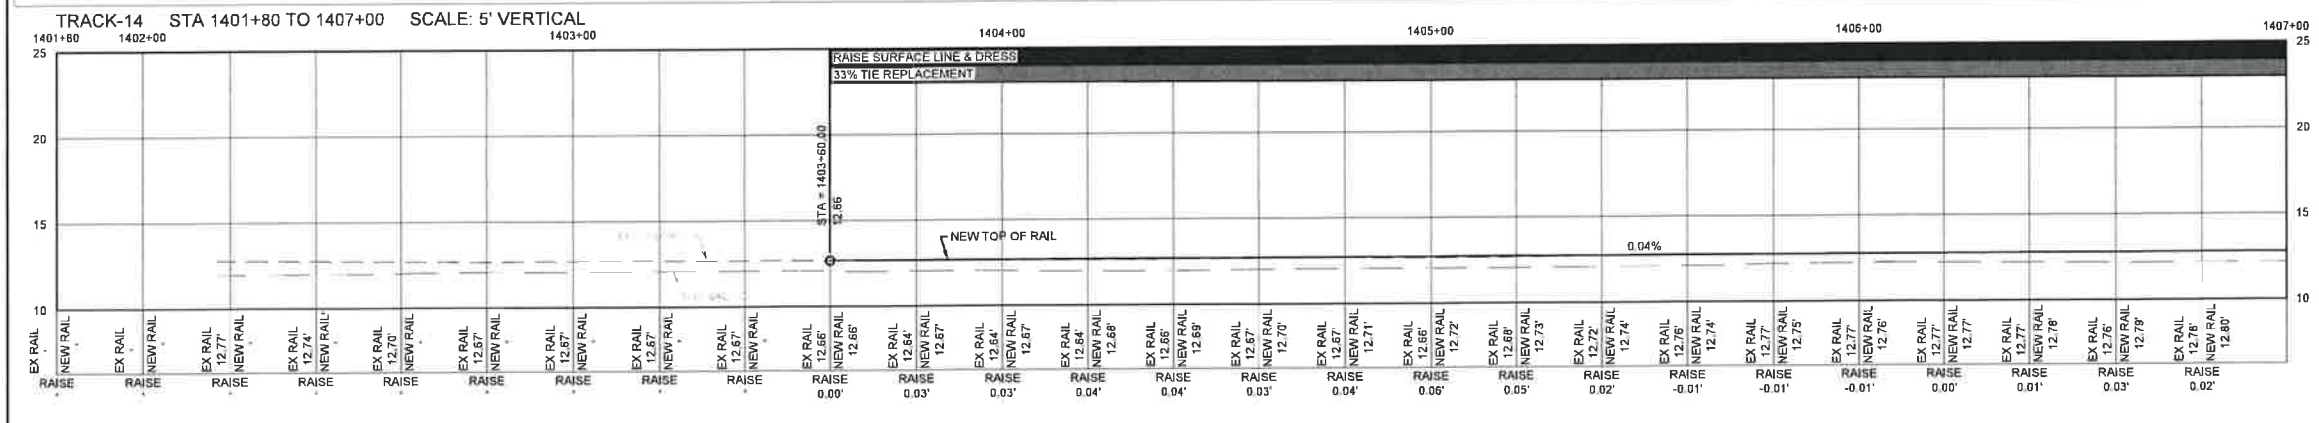 TRACK-14 STA 1401+80 TO 1407+00 SCALE: 5' VERTICAL
1401+80 1402+00 1403+00 1404+00 1405+00 1406+00 1407+00
25 25
RAISE SURFACE LINE & DRESS
33% TIE REPLACEMENT
20 20
STA = 1403+60.00
12.66
15 15
NEW TOP OF RAIL
0.04%
10 10
EX RAIL
NEW RAIL
RAISE
EX RAIL
NEW RAIL
RAISE
EX RAIL
12.77'
NEW RAIL
RAISE
EX RAIL
12.74'
NEW RAIL
RAISE
EX RAIL
12.70'
NEW RAIL
RAISE
EX RAIL
12.67'
NEW RAIL
RAISE
EX RAIL
12.67'
NEW RAIL
RAISE
EX RAIL
12.67'
NEW RAIL
RAISE
EX RAIL
12.67'
NEW RAIL
RAISE
EX RAIL
12.66'
NEW RAIL
12.66'
RAISE
0.00'
EX RAIL
12.64'
NEW RAIL
12.67'
RAISE
0.03'
EX RAIL
12.64'
NEW RAIL
12.67'
RAISE
0.03'
EX RAIL
12.64'
NEW RAIL
12.68'
RAISE
0.04'
EX RAIL
12.66'
NEW RAIL
12.69'
RAISE
0.04'
EX RAIL
12.67'
NEW RAIL
12.70'
RAISE
0.03'
EX RAIL
12.67'
NEW RAIL
12.71'
RAISE
0.04'
EX RAIL
12.66'
NEW RAIL
12.72'
RAISE
0.06'
EX RAIL
12.68'
NEW RAIL
12.73'
RAISE
0.05'
EX RAIL
12.72'
NEW RAIL
12.74'
RAISE
0.02'
EX RAIL
12.76'
NEW RAIL
12.74'
RAISE
-0.01'
EX RAIL
12.77'
NEW RAIL
12.75'
RAISE
-0.01'
EX RAIL
12.77'
NEW RAIL
12.76'
RAISE
-0.01'
EX RAIL
12.77'
NEW RAIL
12.77'
RAISE
0.00'
EX RAIL
12.77'
NEW RAIL
12.78'
RAISE
0.01'
EX RAIL
12.76'
NEW RAIL
12.79'
RAISE
0.03'
EX RAIL
12.78'
NEW RAIL
12.80'
RAISE
0.02'